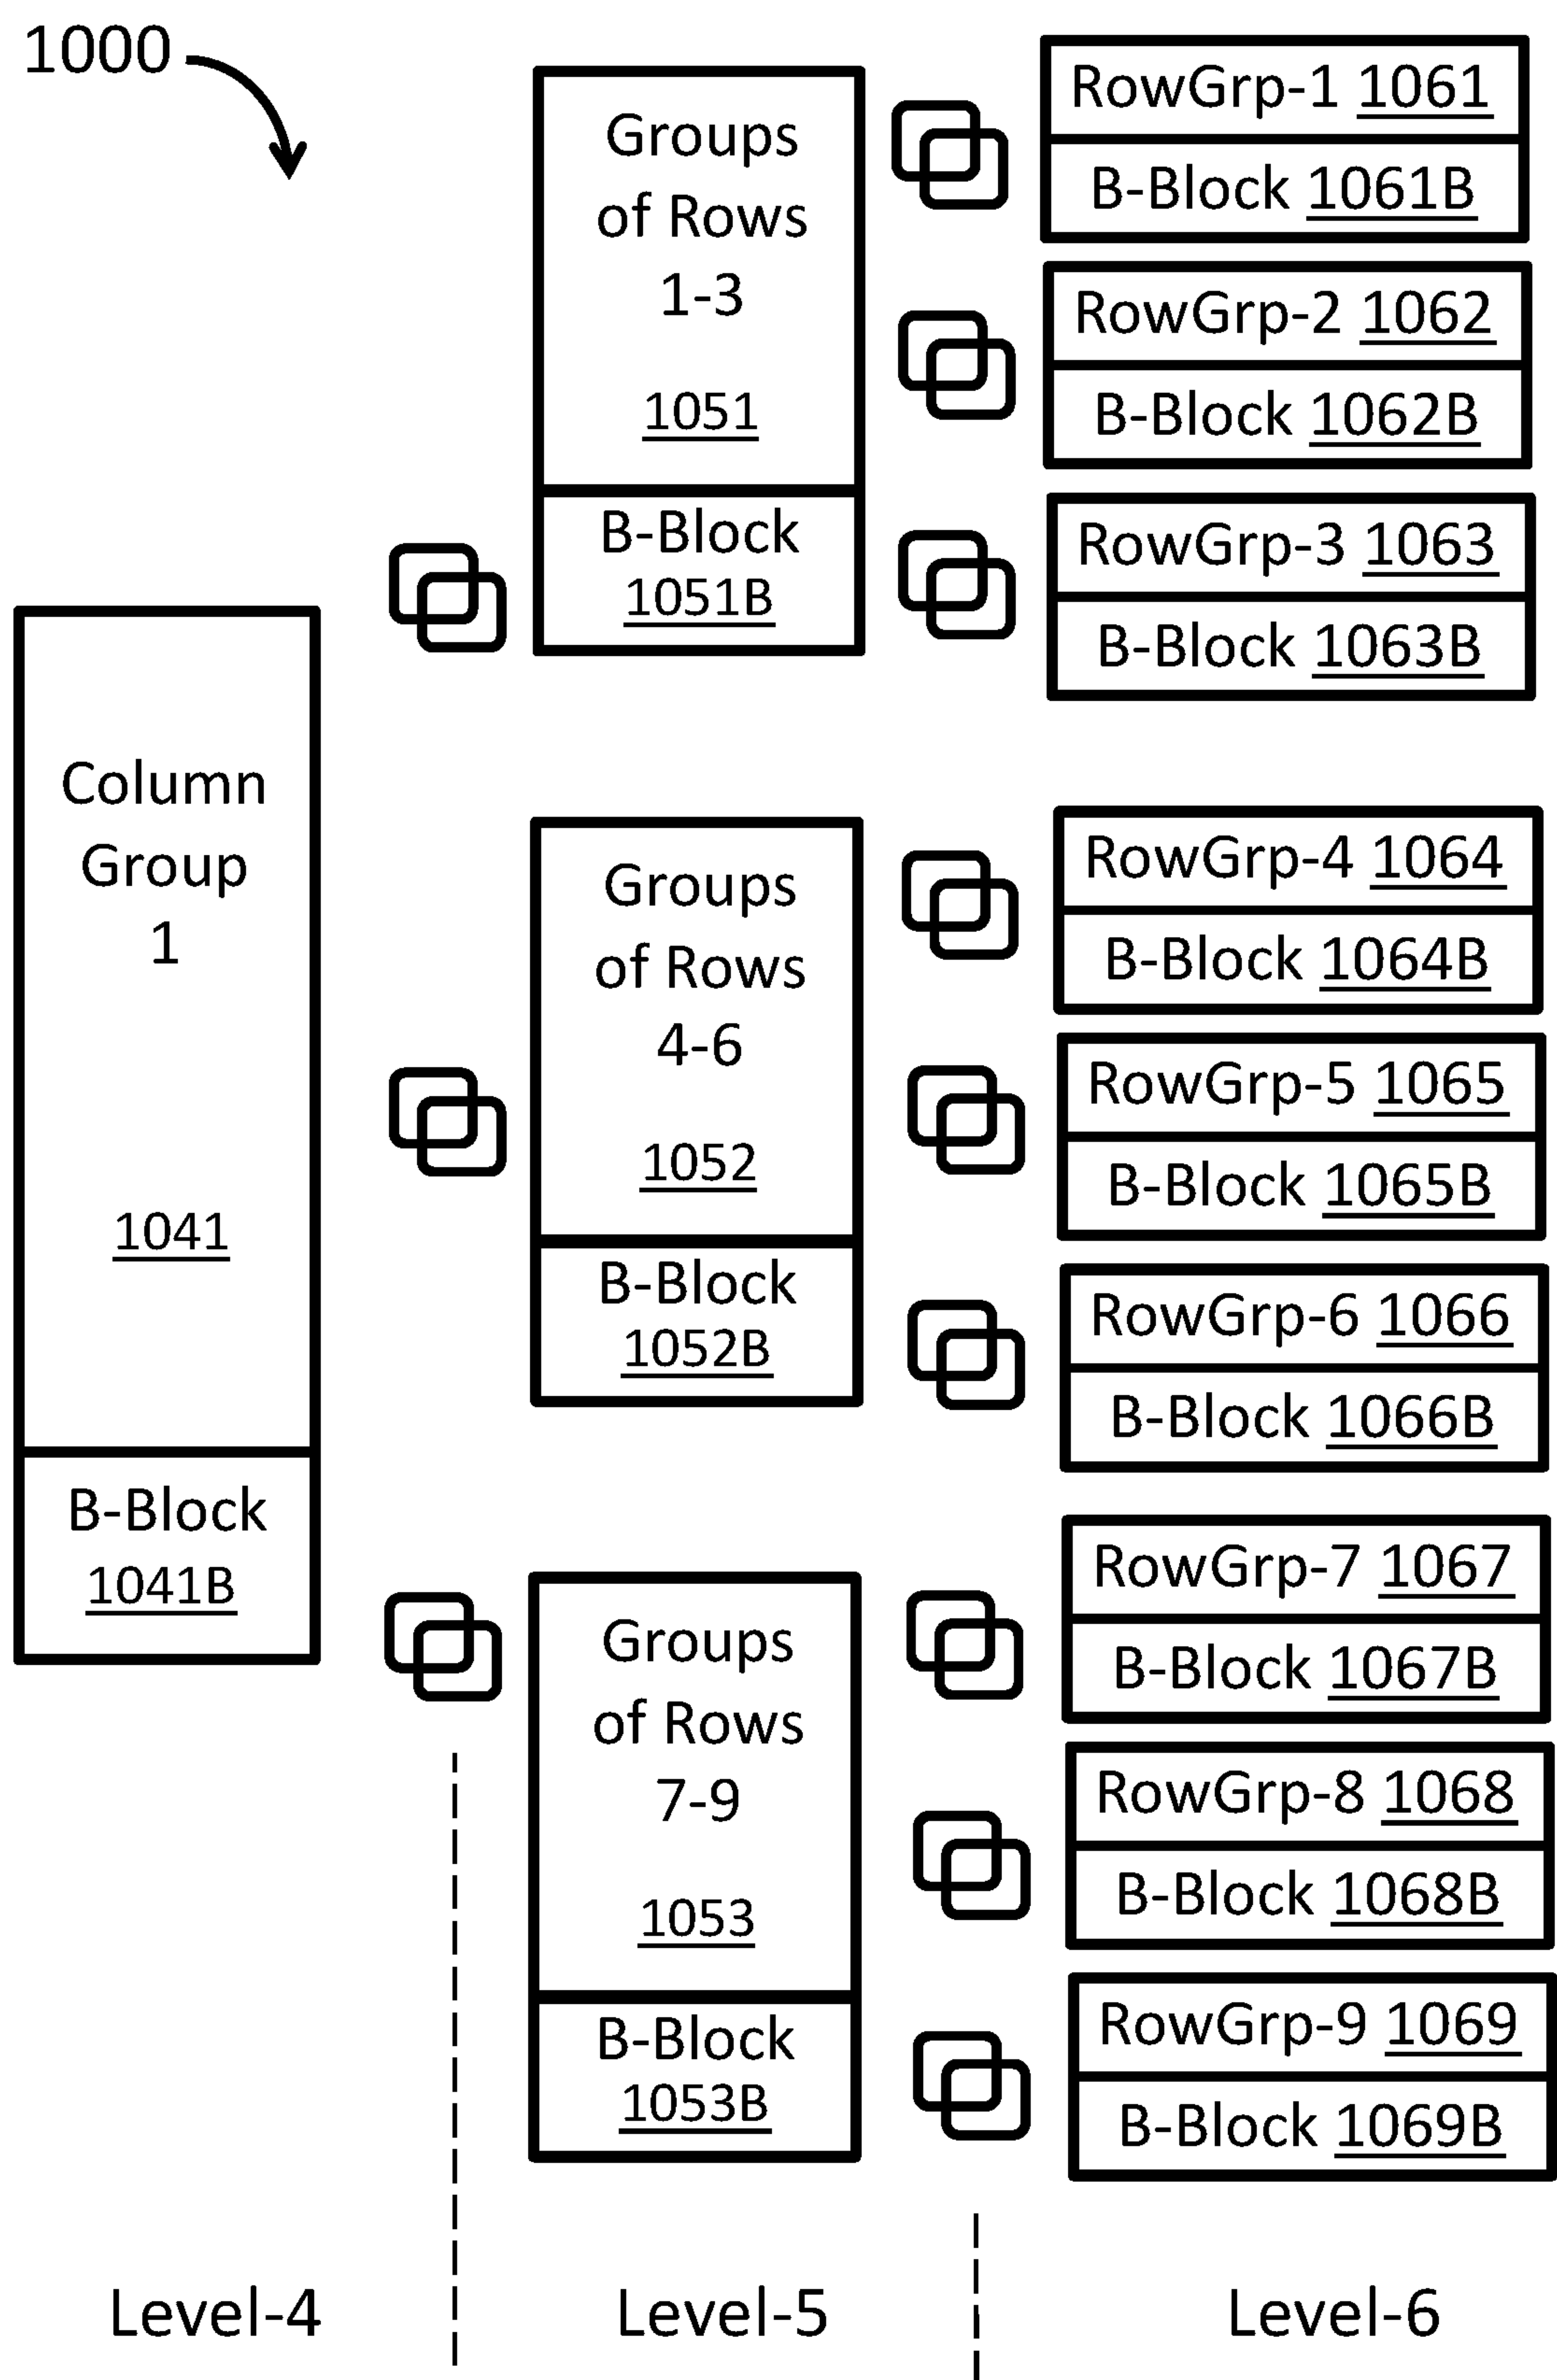 1000
Column
Group
1
1041
B-Block
1041B
Groups
of Rows
1-3
1051
B-Block
1051B
Groups
of Rows
4-6
1052
B-Block
1052B
Groups
of Rows
7-9
1053
B-Block
1053B
RowGrp-1 1061
B-Block 1061B
RowGrp-2 1062
B-Block 1062B
RowGrp-3 1063
B-Block 1063B
RowGrp-4 1064
B-Block 1064B
RowGrp-5 1065
B-Block 1065B
RowGrp-6 1066
B-Block 1066B
RowGrp-7 1067
B-Block 1067B
RowGrp-8 1068
B-Block 1068B
RowGrp-9 1069
B-Block 1069B
Level-4
Level-5
Level-6